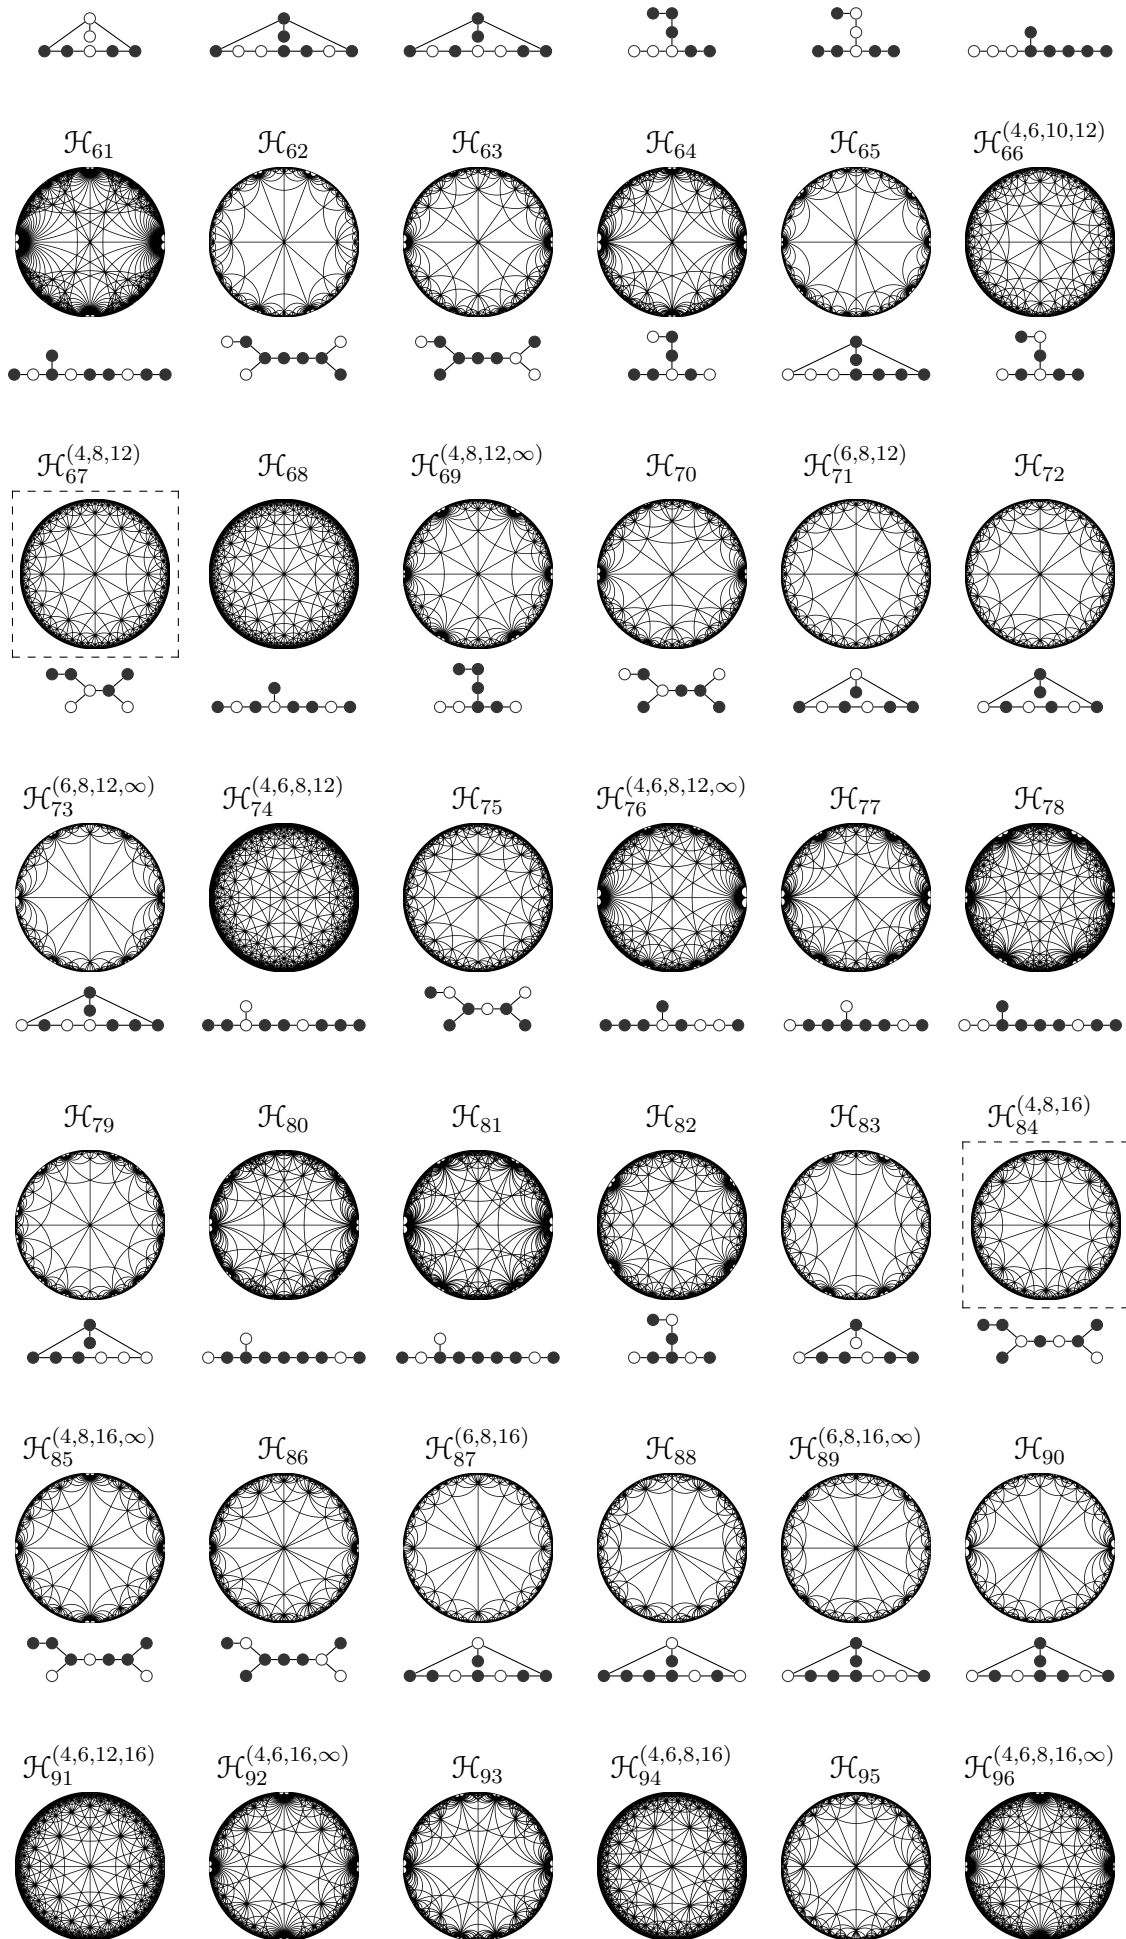 ℋ₆₁ ℋ₆₂ ℋ₆₃ ℋ₆₄ ℋ₆₅ ℋ₆₆^(4,6,10,12)
ℋ₆₇^(4,8,12) ℋ₆₈ ℋ₆₉^(4,8,12,∞) ℋ₇₀ ℋ₇₁^(6,8,12) ℋ₇₂
ℋ₇₃^(6,8,12,∞) ℋ₇₄^(4,6,8,12) ℋ₇₅ ℋ₇₆^(4,6,8,12,∞) ℋ₇₇ ℋ₇₈
ℋ₇₉ ℋ₈₀ ℋ₈₁ ℋ₈₂ ℋ₈₃ ℋ₈₄^(4,8,16)
ℋ₈₅^(4,8,16,∞) ℋ₈₆ ℋ₈₇^(6,8,16) ℋ₈₈ ℋ₈₉^(6,8,16,∞) ℋ₉₀
ℋ₉₁^(4,6,12,16) ℋ₉₂^(4,6,16,∞) ℋ₉₃ ℋ₉₄^(4,6,8,16) ℋ₉₅ ℋ₉₆^(4,6,8,16,∞)